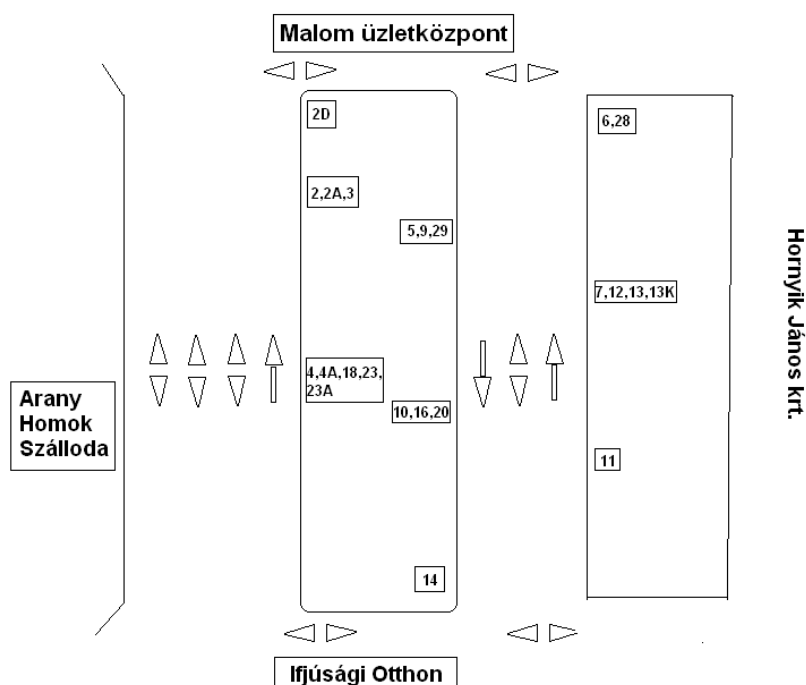 Malom üzletközpont
2D
6,28
2,2A,3
5,9,29
7,12,13,13K
Hornyik János krt.
4,4A,18,23,
23A
Arany
Homok
Szálloda
10,16,20
11
14
Ifjúsági Otthon